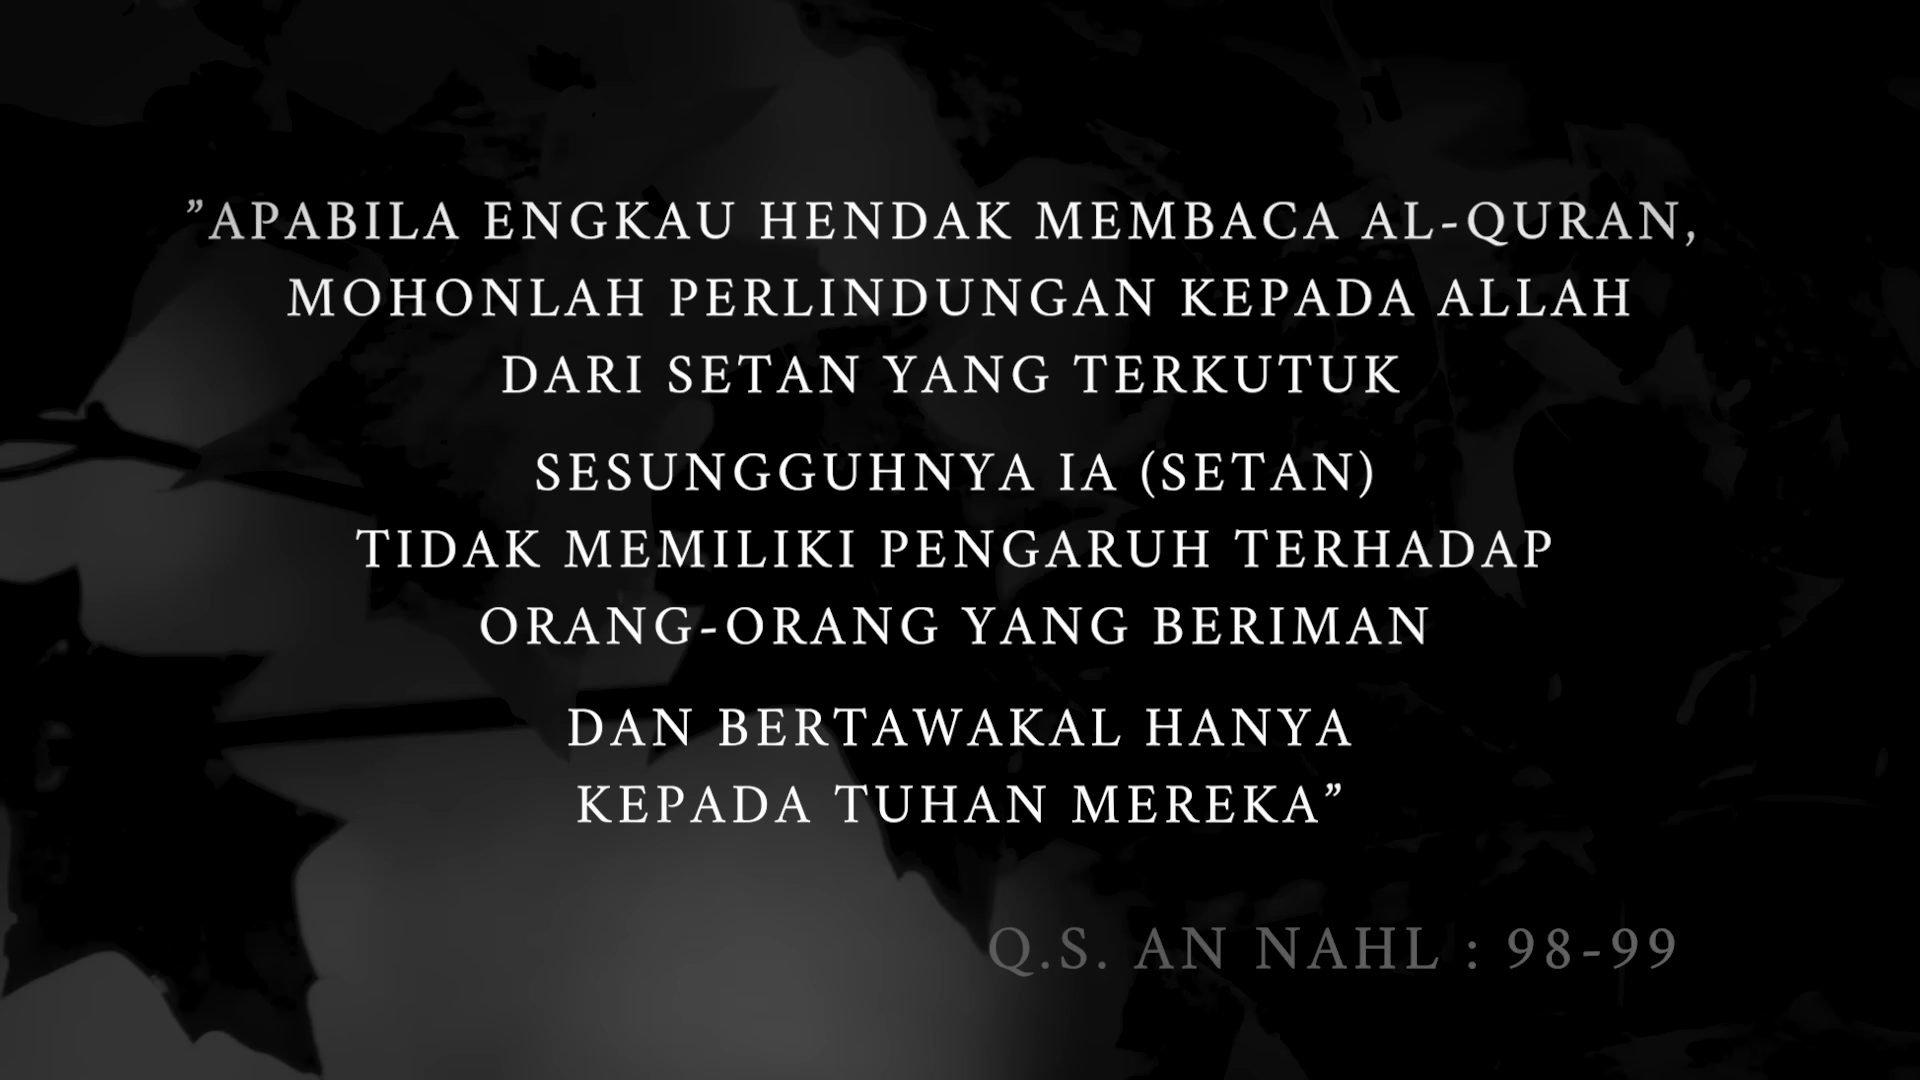 ”APABILA ENGKAU HENDAK MEMBACA AL-QURAN,
MOHONLAH PERLINDUNGAN KEPADA ALLAH
DARI SETAN YANG TERKUTUK
SESUNGGUHNYA IA (SETAN)
TIDAK MEMILIKI PENGARUH TERHADAP
ORANG-ORANG YANG BERIMAN
DAN BERTAWAKAL HANYA
KEPADA TUHAN MEREKA”
Q.S. AN NAHL : 98-99